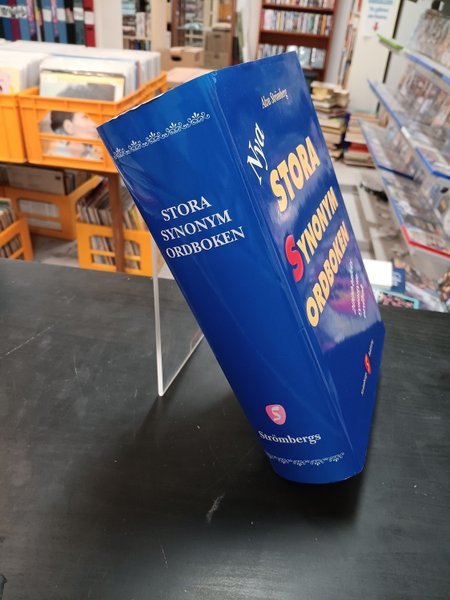 STORA
SYNONYM
ORDBOKEN
S
Strömbergs
Alva Strömberg
Nya
STORA
SYNONYM
ORDBOKEN